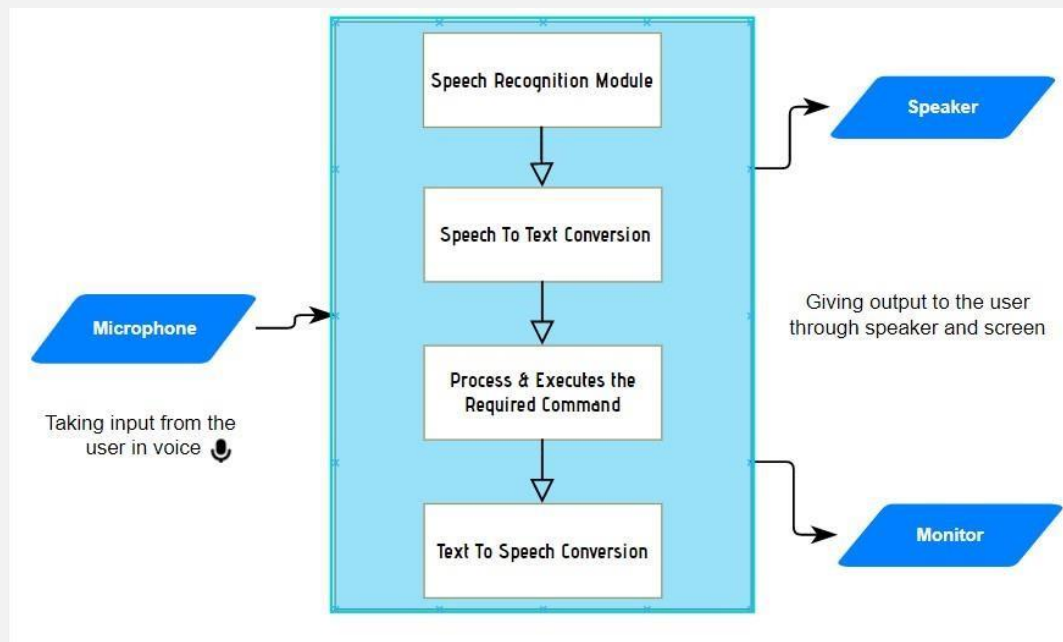 Microphone
Taking input from the
user in voice
Speech Recognition Module
Speech To Text Conversion
Process & Executes the
Required Command
Text To Speech Conversion
Speaker
Giving output to the user
through speaker and screen
Monitor